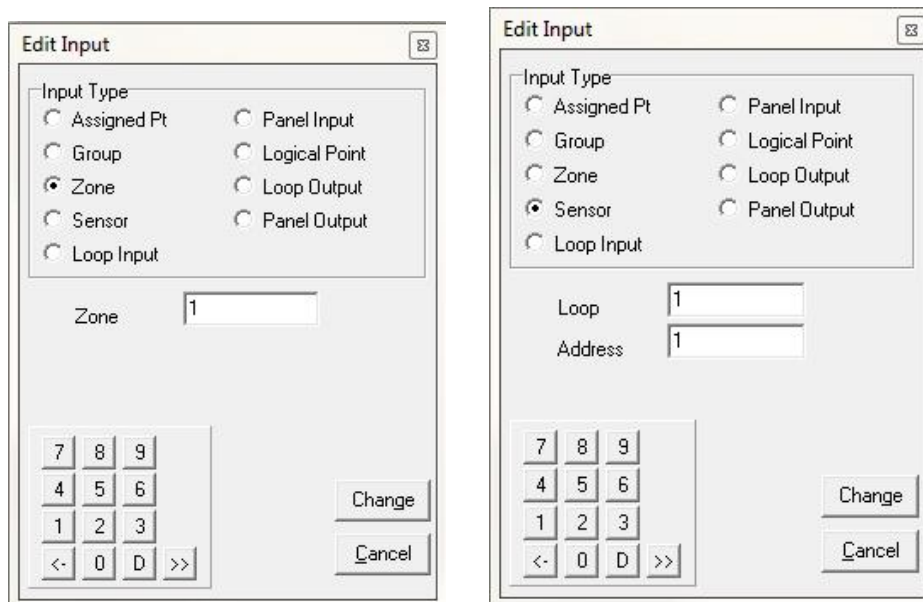 Edit Input
Input Type
Assigned Pt Panel Input
Group Logical Point
Zone Loop Output
Sensor Panel Output
Loop Input
Zone 1
7 8 9
4 5 6
1 2 3
<- 0 D >>
Change
Cancel
Edit Input
Input Type
Assigned Pt Panel Input
Group Logical Point
Zone Loop Output
Sensor Panel Output
Loop Input
Loop 1
Address 1
7 8 9
4 5 6
1 2 3
<- 0 D >>
Change
Cancel